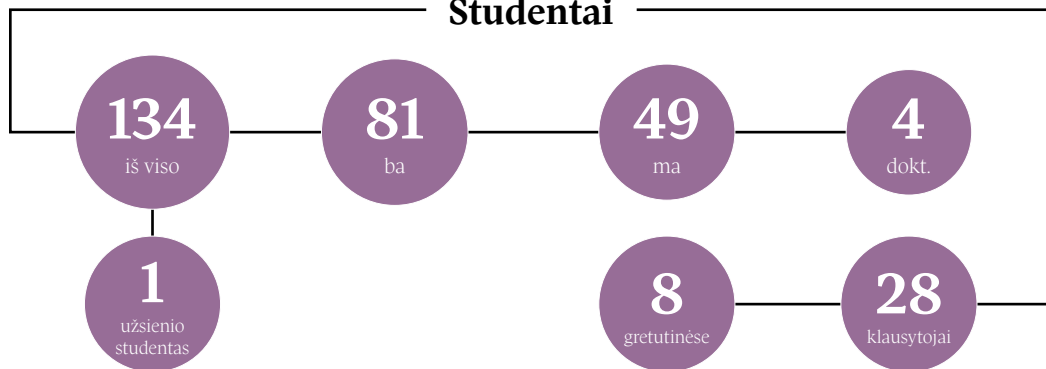 Studentai
134
iš viso
81
ba
49
ma
4
dokt.
1
užsienio
studentas
8
gretutinėse
28
klausytojai